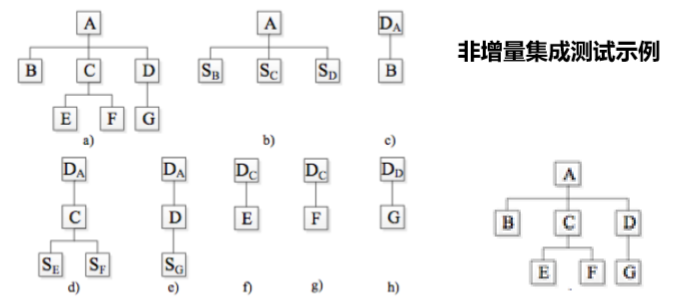 A
A
D_A
非增量集成测试示例
B C D
S_B S_C S_D
B
E F G
a)
b)
c)
D_A
D_A
D_C
D_C
D_D
A
C
D
E
F
G
B C D
S_E S_F
S_G
E F G
d)
e)
f)
g)
h)